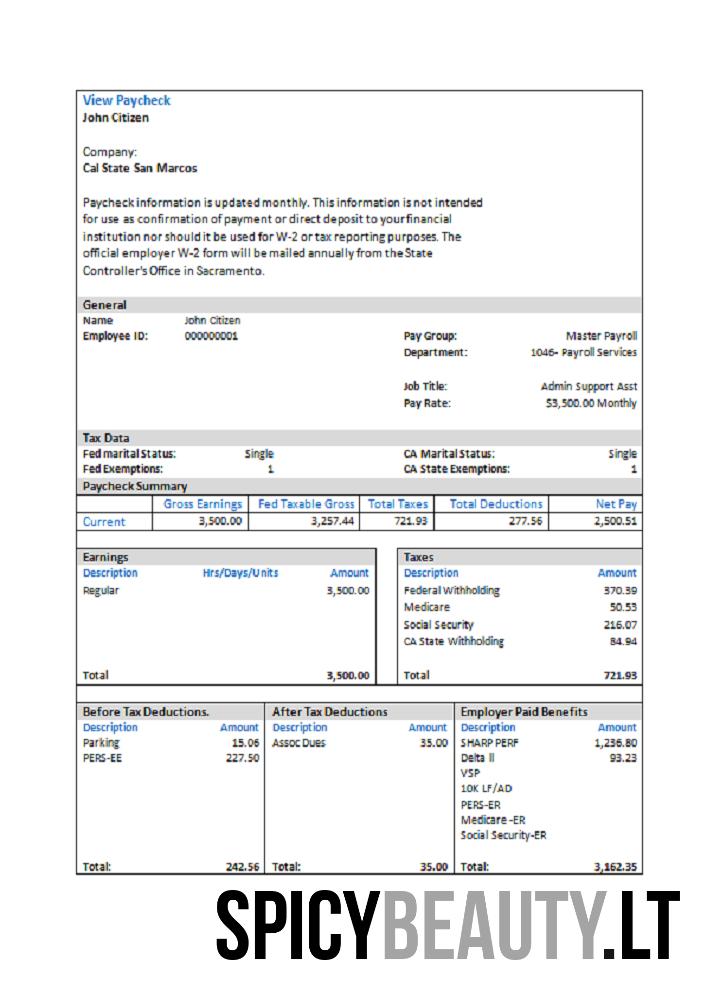 View Paycheck
John Citizen
Company:
Cal State San Marcos
Paycheck information is updated monthly. This information is not intended
for use as confirmation of payment or direct deposit to your financial
institution nor should it be used for W-2 or tax reporting purposes. The
official employer W-2 form will be mailed annually from the State
Controller's Office in Sacramento.
General
Name John Citizen
Employee ID: 000000001 Pay Group: Master Payroll
Department: 1046- Payroll Services
Job Title: Admin Support Asst
Pay Rate: $3,500.00 Monthly
Tax Data
Fed marital Status: Single CA Marital Status: Single
Fed Exemptions: 1 CA State Exemptions: 1
Paycheck Summary
Gross Earnings Fed Taxable Gross Total Taxes Total Deductions Net Pay
Current 3,500.00 3,257.44 721.93 277.56 2,500.51
Earnings Taxes
Description Hrs/Days/Units Amount Description Amount
Regular 3,500.00 Federal Withholding 370.39
Medicare 50.53
Social Security 216.07
CA State Withholding 84.94
Total 3,500.00 Total 721.93
Before Tax Deductions. After Tax Deductions Employer Paid Benefits
Description Amount Description Amount Description Amount
Parking 15.06 Assoc Dues 35.00 SHARP PERF 1,236.80
PERS-EE 227.50 Delta II 93.23
VSP
10K LF/AD
PERS-ER
Medicare -ER
Social Security-ER
Total: 242.56 Total: 35.00 Total: 3,162.35
SPICYBEAUTY.LT